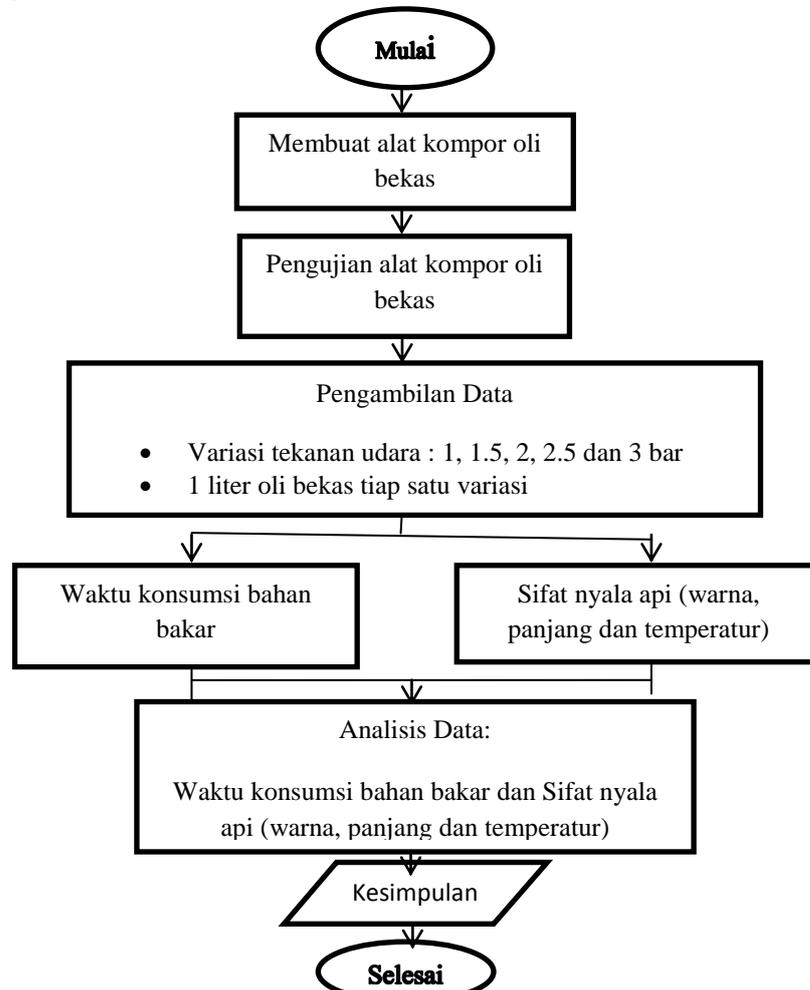 Mulai
Membuat alat kompor oli
bekas
Pengujian alat kompor oli
bekas
Pengambilan Data
• Variasi tekanan udara : 1, 1.5, 2, 2.5 dan 3 bar
• 1 liter oli bekas tiap satu variasi
Waktu konsumsi bahan
bakar
Sifat nyala api (warna,
panjang dan temperatur)
Analisis Data:
Waktu konsumsi bahan bakar dan Sifat nyala
api (warna, panjang dan temperatur)
Kesimpulan
Selesai